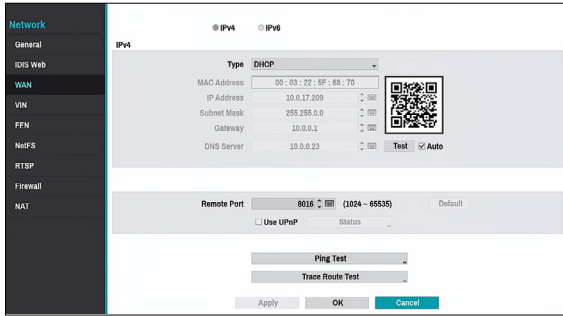 Network
General
IDIS Web
WAN
VIN
FEN
NetFS
RTSP
Firewall
NAT
IPv4 IPv6
IPv4
Type DHCP
MAC Address 00 : 03 : 22 : 5F : 68 : 70
IP Address 10.0.17.209
Subnet Mask 255.255.0.0
Gateway 10.0.0.1
DNS Server 10.0.0.23 Test Auto
Remote Port 8016 (1024 ~ 65535) Default
Use UPnP Status
Ping Test
Trace Route Test
Apply OK Cancel